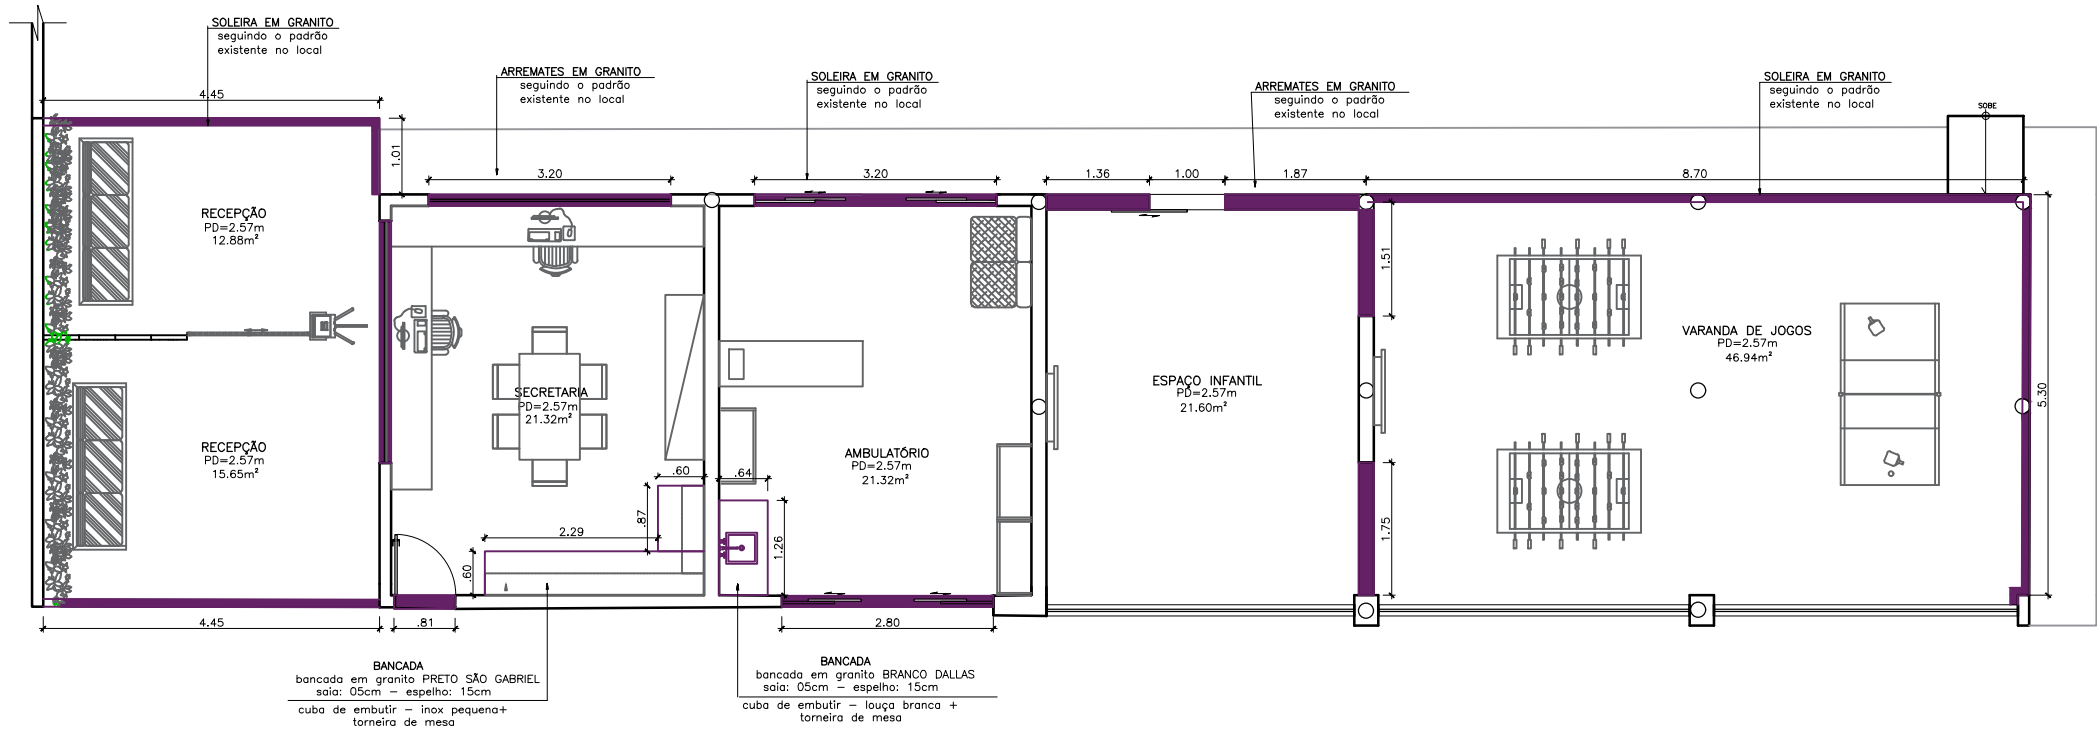 SOLEIRA EM GRANITO
seguindo o padrão
existente no local
ARREMATES EM GRANITO
seguindo o padrão
existente no local
SOLEIRA EM GRANITO
seguindo o padrão
existente no local
ARREMATES EM GRANITO
seguindo o padrão
existente no local
SOLEIRA EM GRANITO
seguindo o padrão
existente no local
SOBE
4.45
1.01
3.20
3.20
1.36
1.00
1.87
8.70
RECEPÇÃO
PD=2.57m
12.88m²
1.51
VARANDA DE JOGOS
PD=2.57m
46.94m²
SECRETARIA
PD=2.57m
21.32m²
ESPAÇO INFANTIL
PD=2.57m
21.60m²
5.30
RECEPÇÃO
PD=2.57m
15.65m²
AMBULATÓRIO
PD=2.57m
21.32m²
.60
.64
.87
2.29
1.26
1.75
.60
4.45
.81
2.80
BANCADA
bancada em granito PRETO SÃO GABRIEL
saia: 05cm – espelho: 15cm
cuba de embutir – inox pequena+
torneira de mesa
BANCADA
bancada em granito BRANCO DALLAS
saia: 05cm – espelho: 15cm
cuba de embutir – louça branca +
torneira de mesa